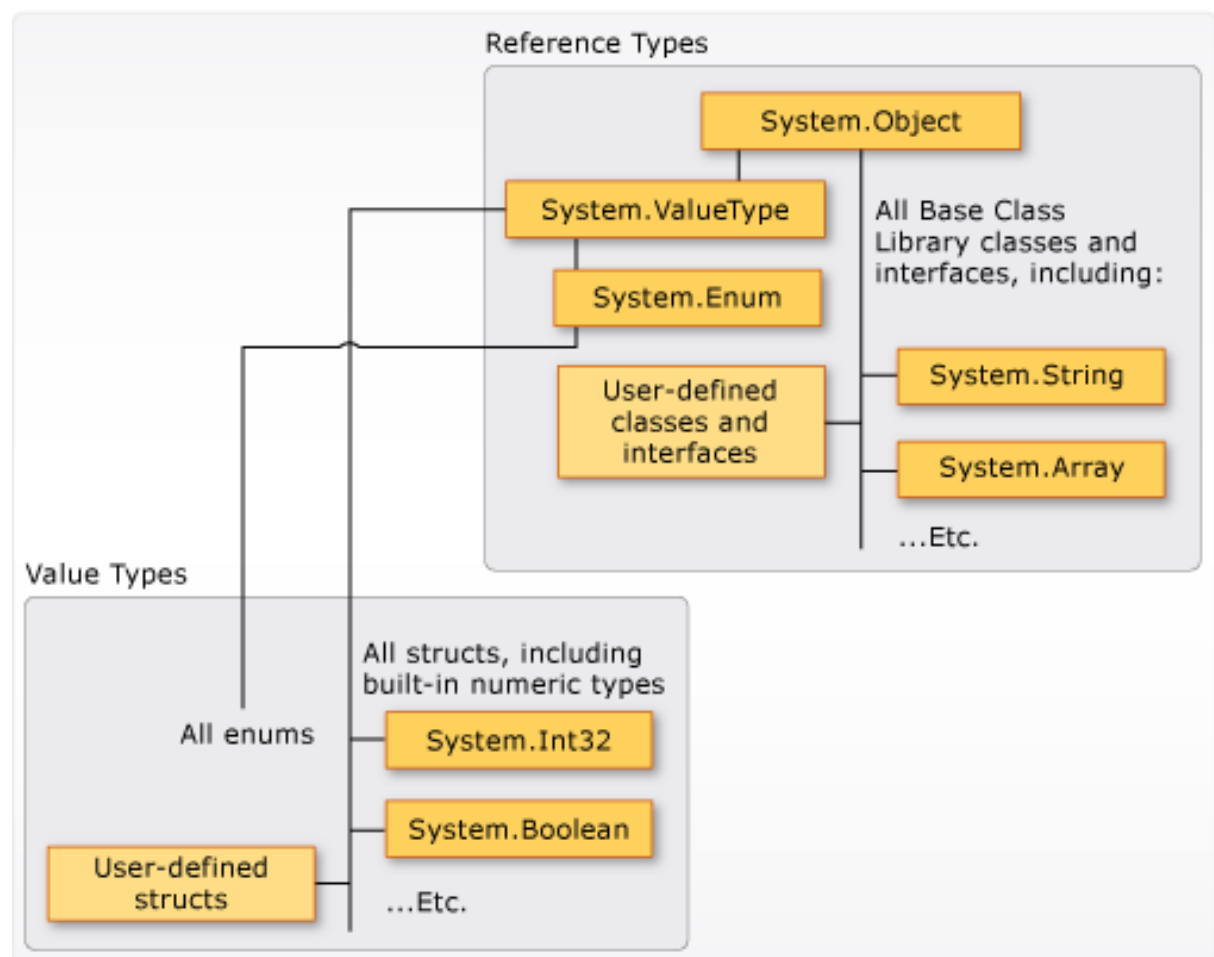 Reference Types
System.Object
System.ValueType
All Base Class
Library classes and
interfaces, including:
System.Enum
System.String
User-defined
classes and
interfaces
System.Array
...Etc.
Value Types
All structs, including
built-in numeric types
All enums
System.Int32
System.Boolean
User-defined
structs
...Etc.